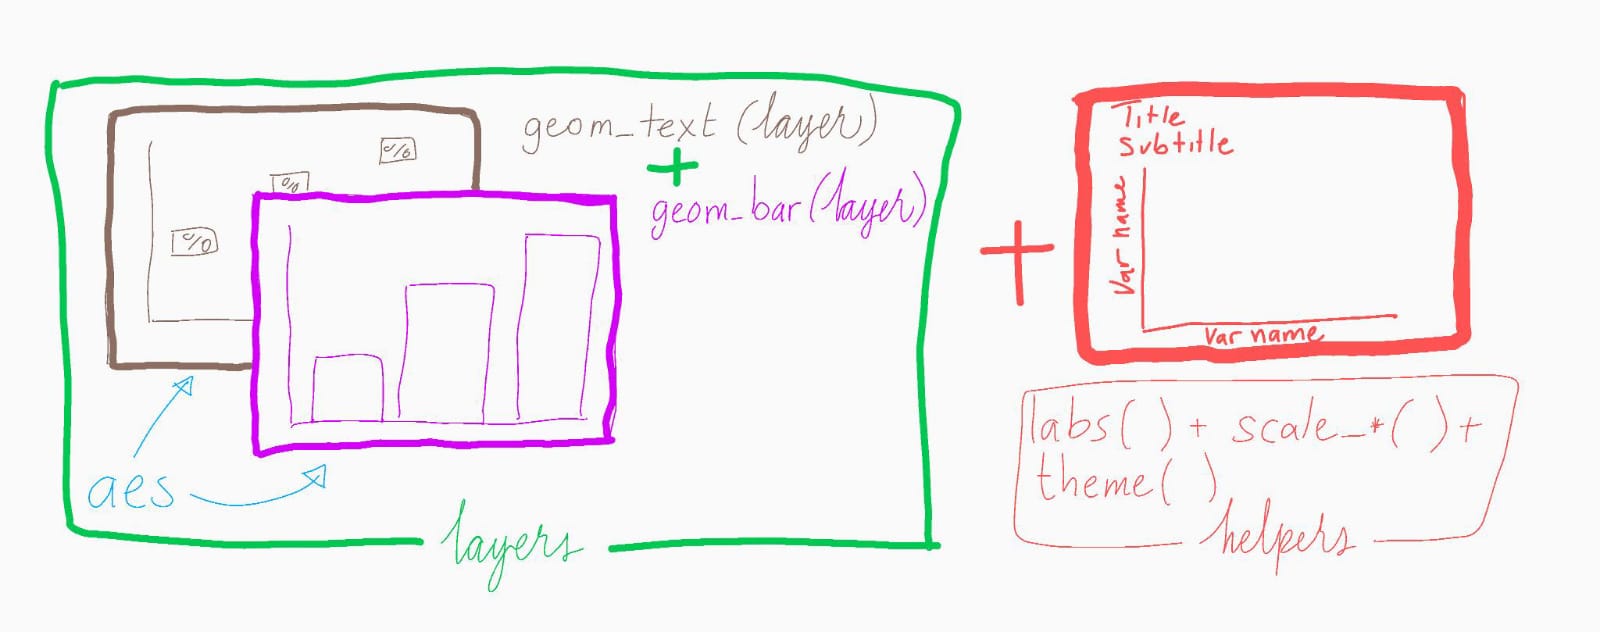 geom_text (layer)
+
geom_bar (layer)
%
%
%
aes
layers
+
Title
Subtitle
Var name
Var name
labs( ) + scale_*( ) +
theme( )
helpers